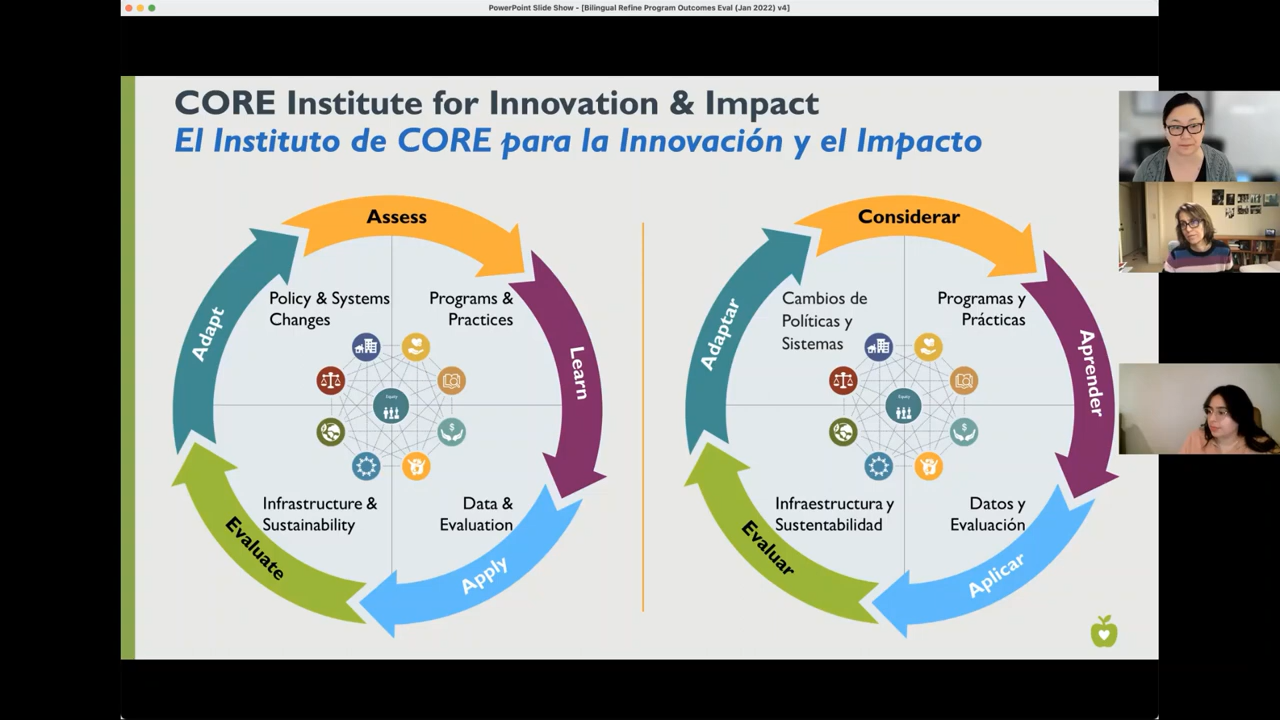 PowerPoint Slide Show - [Bilingual Refine Program Outcomes Eval (Jan 2022) v4]
CORE Institute for Innovation & Impact
El Instituto de CORE para la Innovación y el Impacto
Assess
Learn
Apply
Evaluate
Adapt
Policy & Systems
Changes
Programs &
Practices
Equity
$
Infrastructure &
Sustainability
Data &
Evaluation
Considerar
Aprender
Aplicar
Evaluar
Adaptar
Cambios de
Políticas y
Sistemas
Programas y
Prácticas
Equity
$
Infraestructura y
Sustentabilidad
Datos y
Evaluación